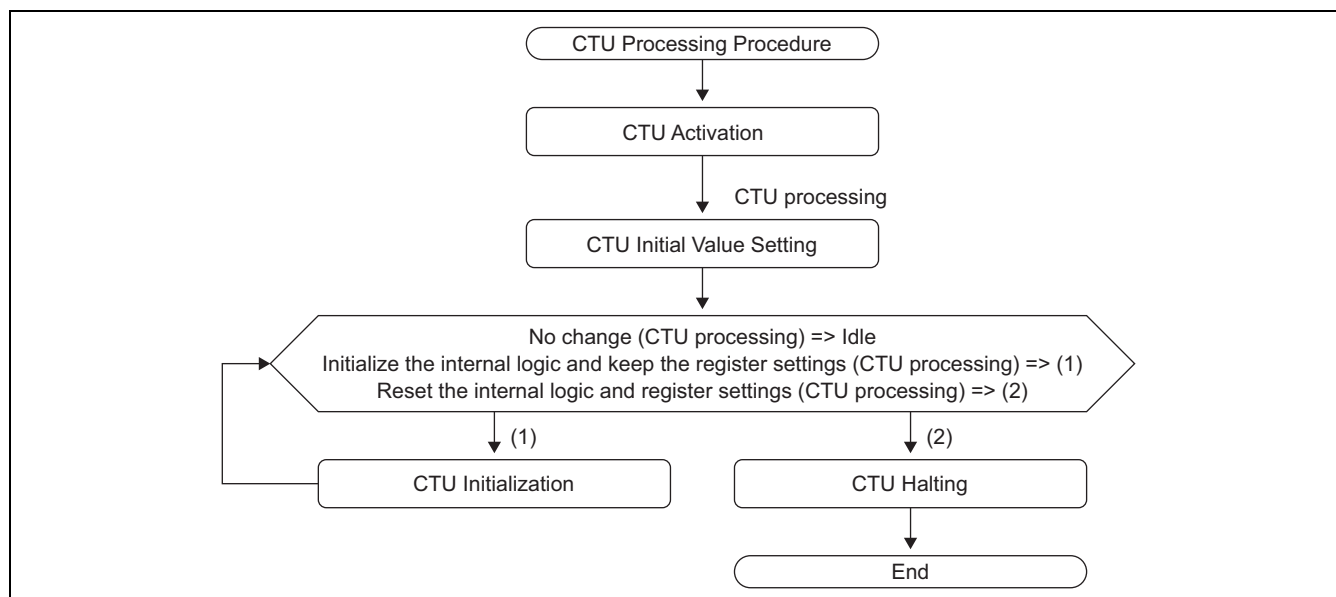 CTU Processing Procedure
CTU Activation
CTU processing
CTU Initial Value Setting
No change (CTU processing) => Idle
Initialize the internal logic and keep the register settings (CTU processing) => (1)
Reset the internal logic and register settings (CTU processing) => (2)
(1)
(2)
CTU Initialization
CTU Halting
End